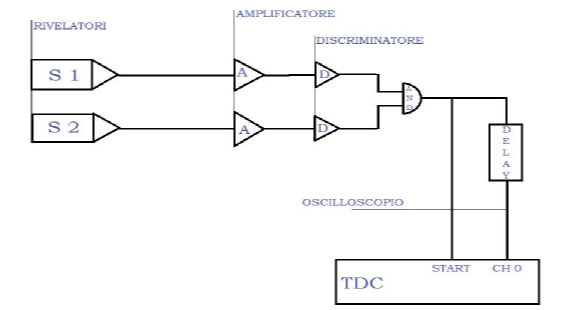 AMPLIFICATORE
RIVELATORI
DISCRIMINATORE
S 1
A
D
AND
S 2
A
D
DELAY
OSCILLOSCOPIO
START CH 0
TDC